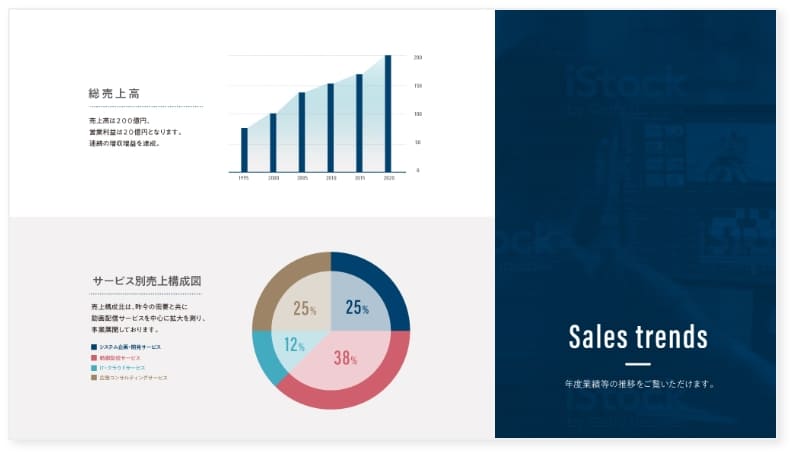 総売上高
売上高は200億円、
営業利益は20億円となります。
連続の増収増益を達成。
200
150
100
50
0
1995
2000
2005
2010
2015
2020
サービス別売上構成図
売上構成比は、昨今の需要と共に
動画配信サービスを中心に拡大を測り、
事業展開しております。
システム企画・開発サービス
動画配信サービス
IT・クラウドサービス
広告コンサルティングサービス
25%
25%
12%
38%
iStock
iStock
iStock
Sales trends
年度業績等の推移をご覧いただけます。